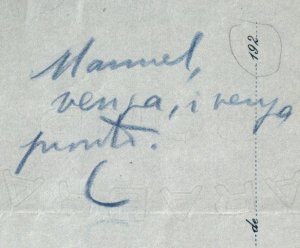 Manuel,
venga, i venga
pronto.
de 192